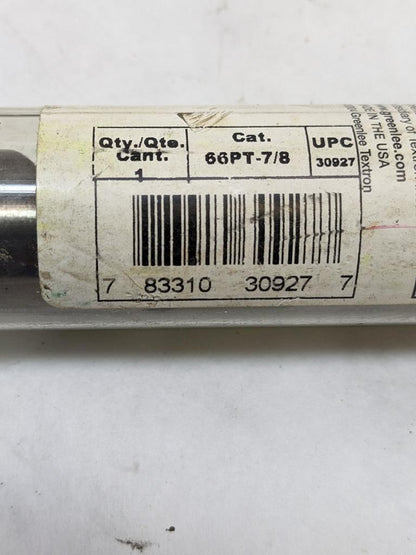 Qty./Qte.
Cant.
1
Cat.
66PT-7/8
UPC
30927
7 83310 30927 7
www.greenlee.com
IN THE USA
Greenlee Textron